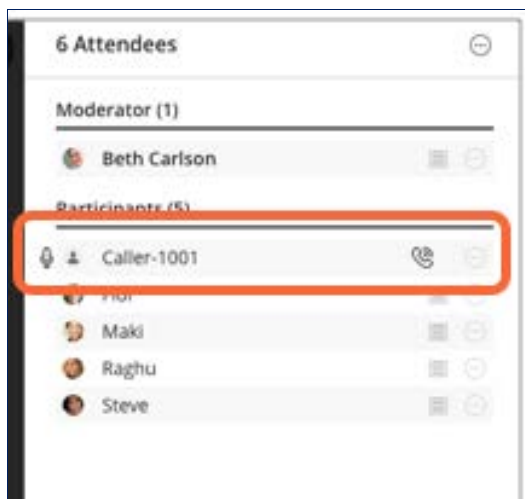 6 Attendees
Moderator (1)
Beth Carlson
Participants (5)
Caller-1001
Maki
Raghu
Steve